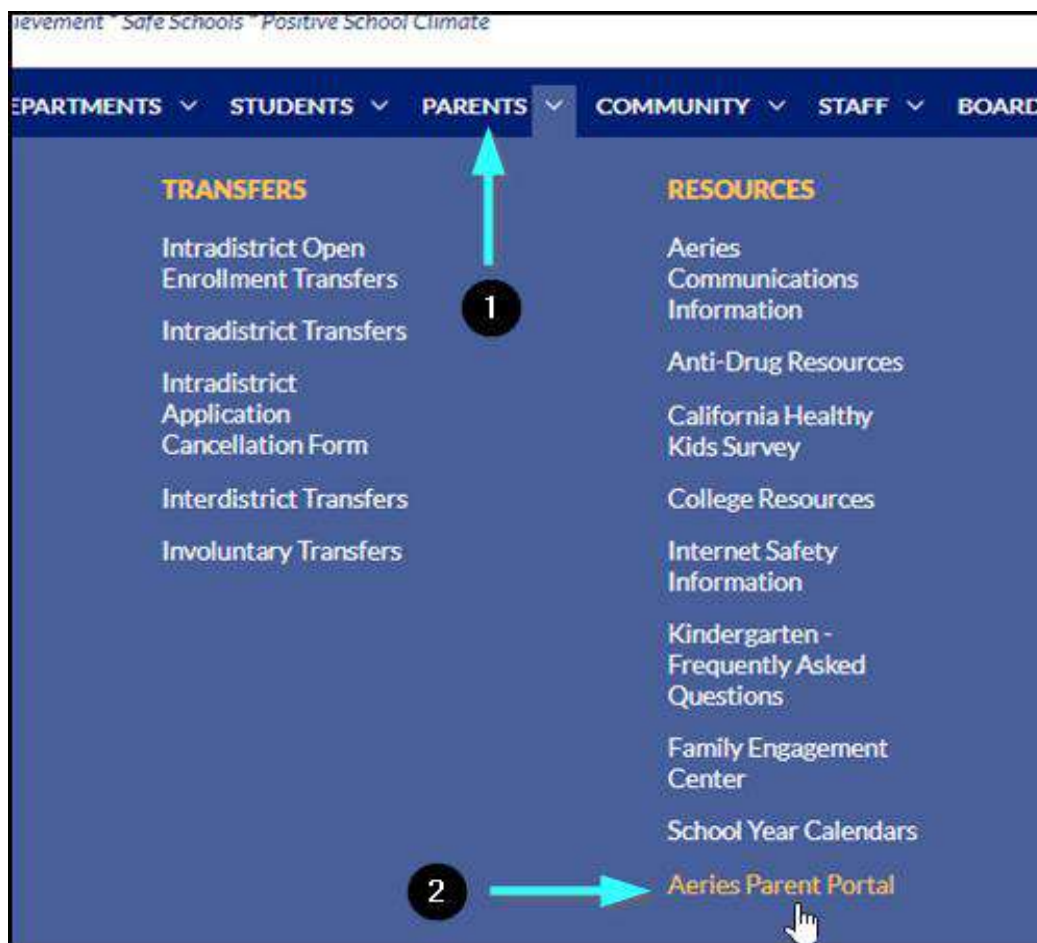 ievement * Safe Schools * Positive School Climate
EPARTMENTS STUDENTS PARENTS COMMUNITY STAFF BOARD
TRANSFERS
Intradistrict Open
Enrollment Transfers
Intradistrict Transfers
Intradistrict
Application
Cancellation Form
Interdistrict Transfers
Involuntary Transfers
1
RESOURCES
Aeries
Communications
Information
Anti-Drug Resources
California Healthy
Kids Survey
College Resources
Internet Safety
Information
Kindergarten -
Frequently Asked
Questions
Family Engagement
Center
School Year Calendars
2
Aeries Parent Portal